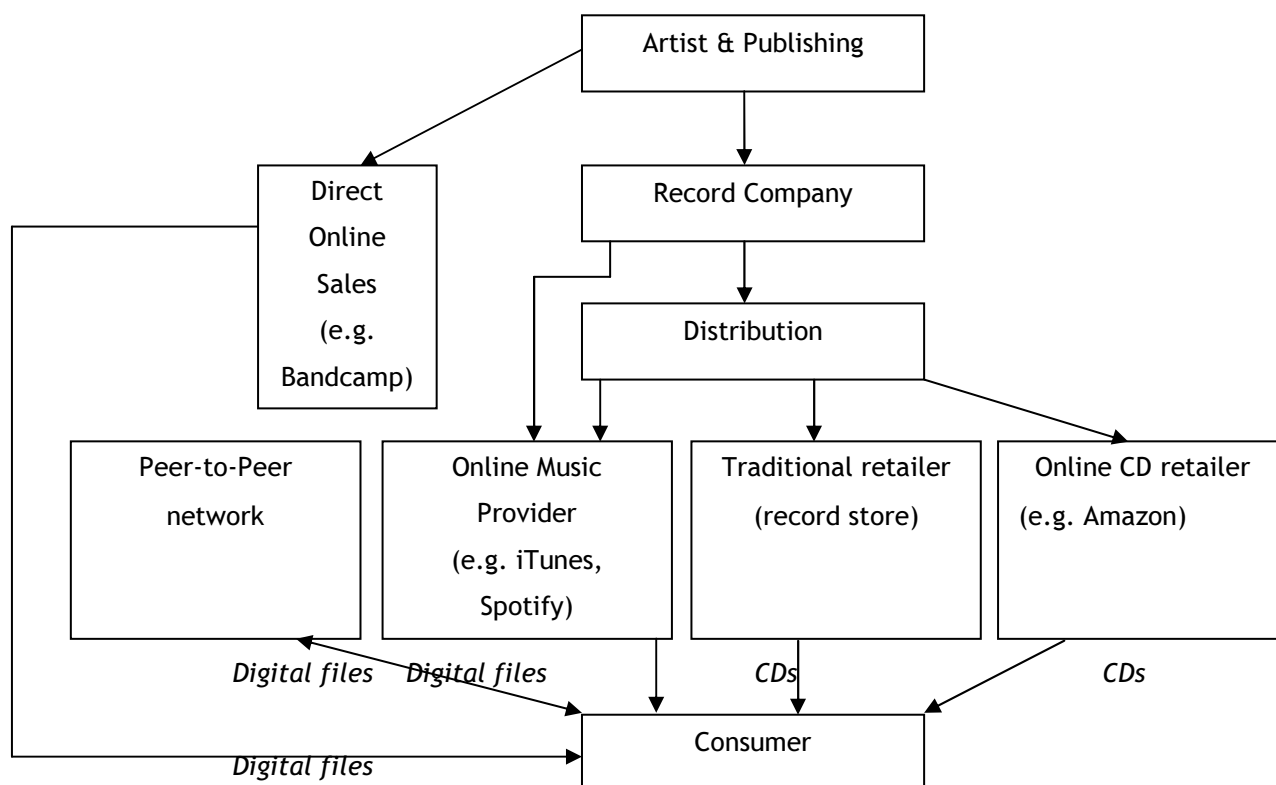 Artist & Publishing
Direct
Online
Sales
(e.g.
Bandcamp)
Record Company
Distribution
Peer-to-Peer
network
Online Music
Provider
(e.g. iTunes,
Spotify)
Traditional retailer
(record store)
Online CD retailer
(e.g. Amazon)
Digital files
Digital files
CDs
CDs
Consumer
Digital files